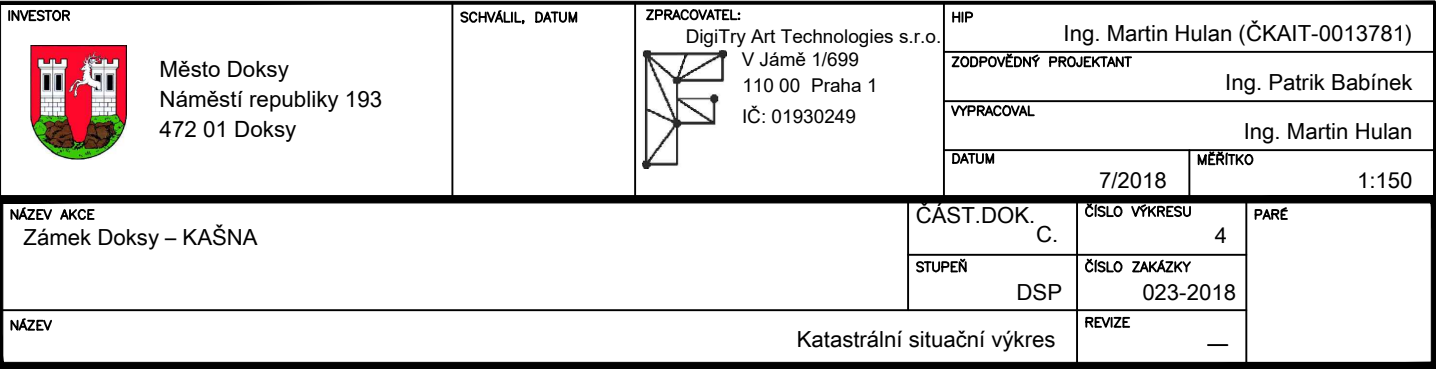 INVESTOR
Město Doksy
Náměstí republiky 193
472 01 Doksy
SCHVÁLIL, DATUM
ZPRACOVATEL:
DigiTry Art Technologies s.r.o.
V Jámě 1/699
110 00 Praha 1
IČ: 01930249
HIP
Ing. Martin Hulan (ČKAIT-0013781)
ZODPOVĚDNÝ PROJEKTANT
Ing. Patrik Babínek
VYPRACOVAL
Ing. Martin Hulan
DATUM
7/2018
MĚŘÍTKO
1:150
NÁZEV AKCE
Zámek Doksy – KAŠNA
ČÁST.DOK.
C.
ČÍSLO VÝKRESU
4
PARÉ
STUPEŇ
DSP
ČÍSLO ZAKÁZKY
023-2018
NÁZEV
Katastrální situační výkres
REVIZE
—